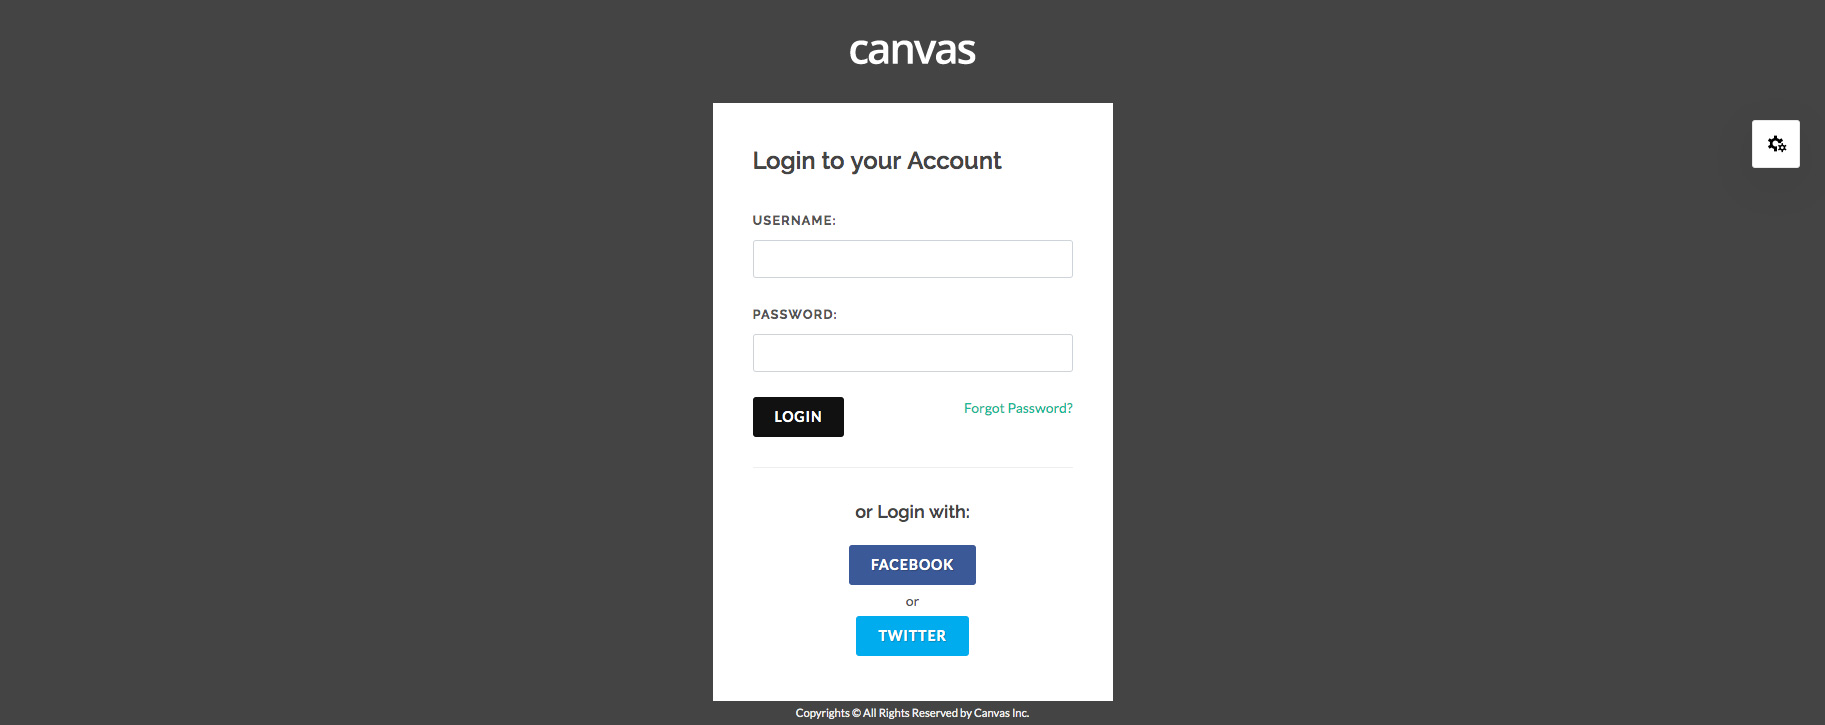 canvas
Login to your Account
USERNAME:
PASSWORD:
LOGIN Forgot Password?
or Login with:
FACEBOOK
or
TWITTER
Copyrights © All Rights Reserved by Canvas Inc.